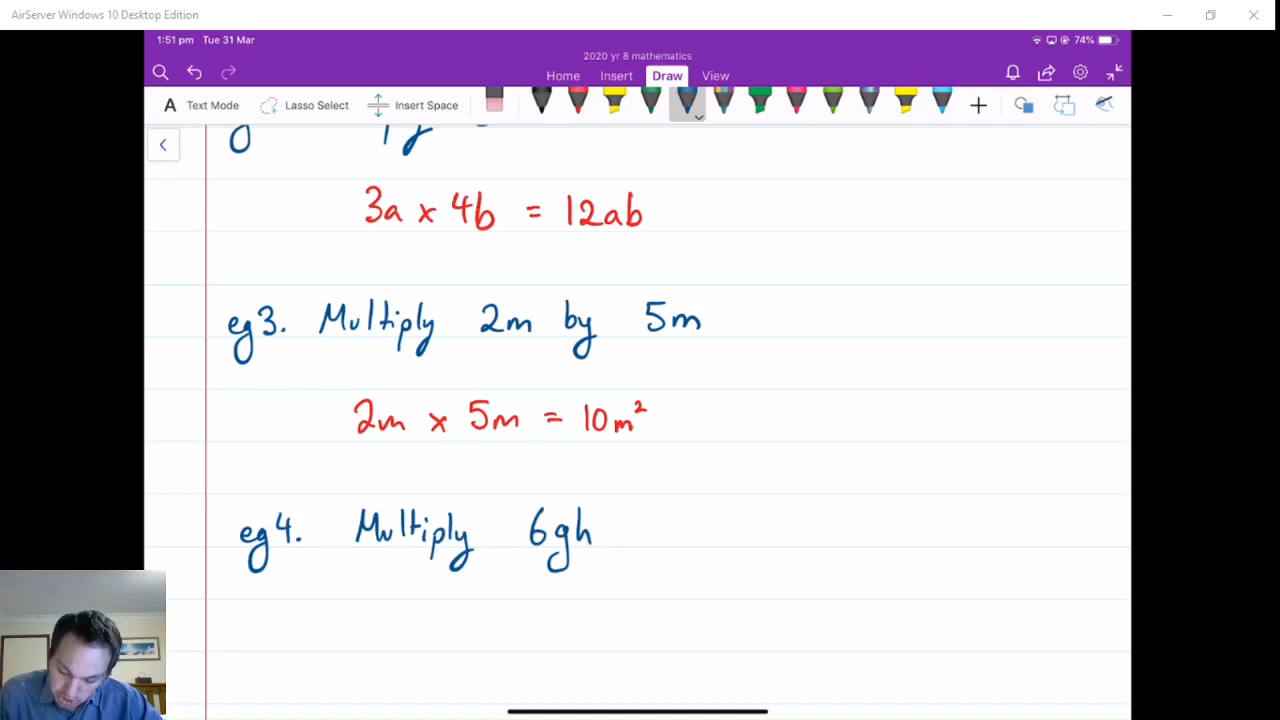 AirServer Windows 10 Desktop Edition
1:51 pm Tue 31 Mar
74%
2020 yr 8 mathematics
Home Insert Draw View
A Text Mode Lasso Select Insert Space
3a x 4b = 12ab
eg3. Multiply 2m by 5m
2m x 5m = 10m²
eg4. Multiply 6gh